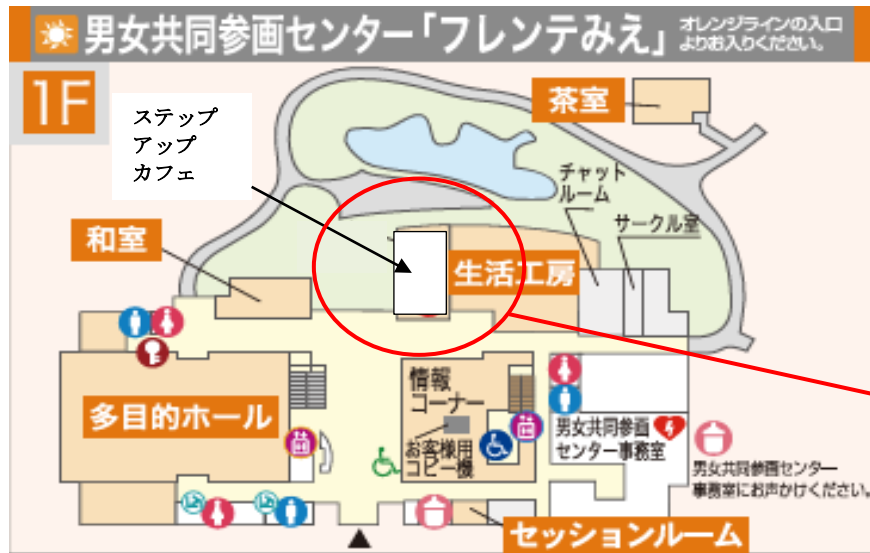 男女共同参画センター「フレンテみえ」
オレンジラインの入口
よりお入りください。
1F
ステップ
アップ
カフェ
茶室
チャット
ルーム
サークル室
和室
生活工房
情報
コーナー
お客様用
コピー機
多目的ホール
男女共同参画
センター事務室
男女共同参画センター
事務室にお声かけください。
セッションルーム